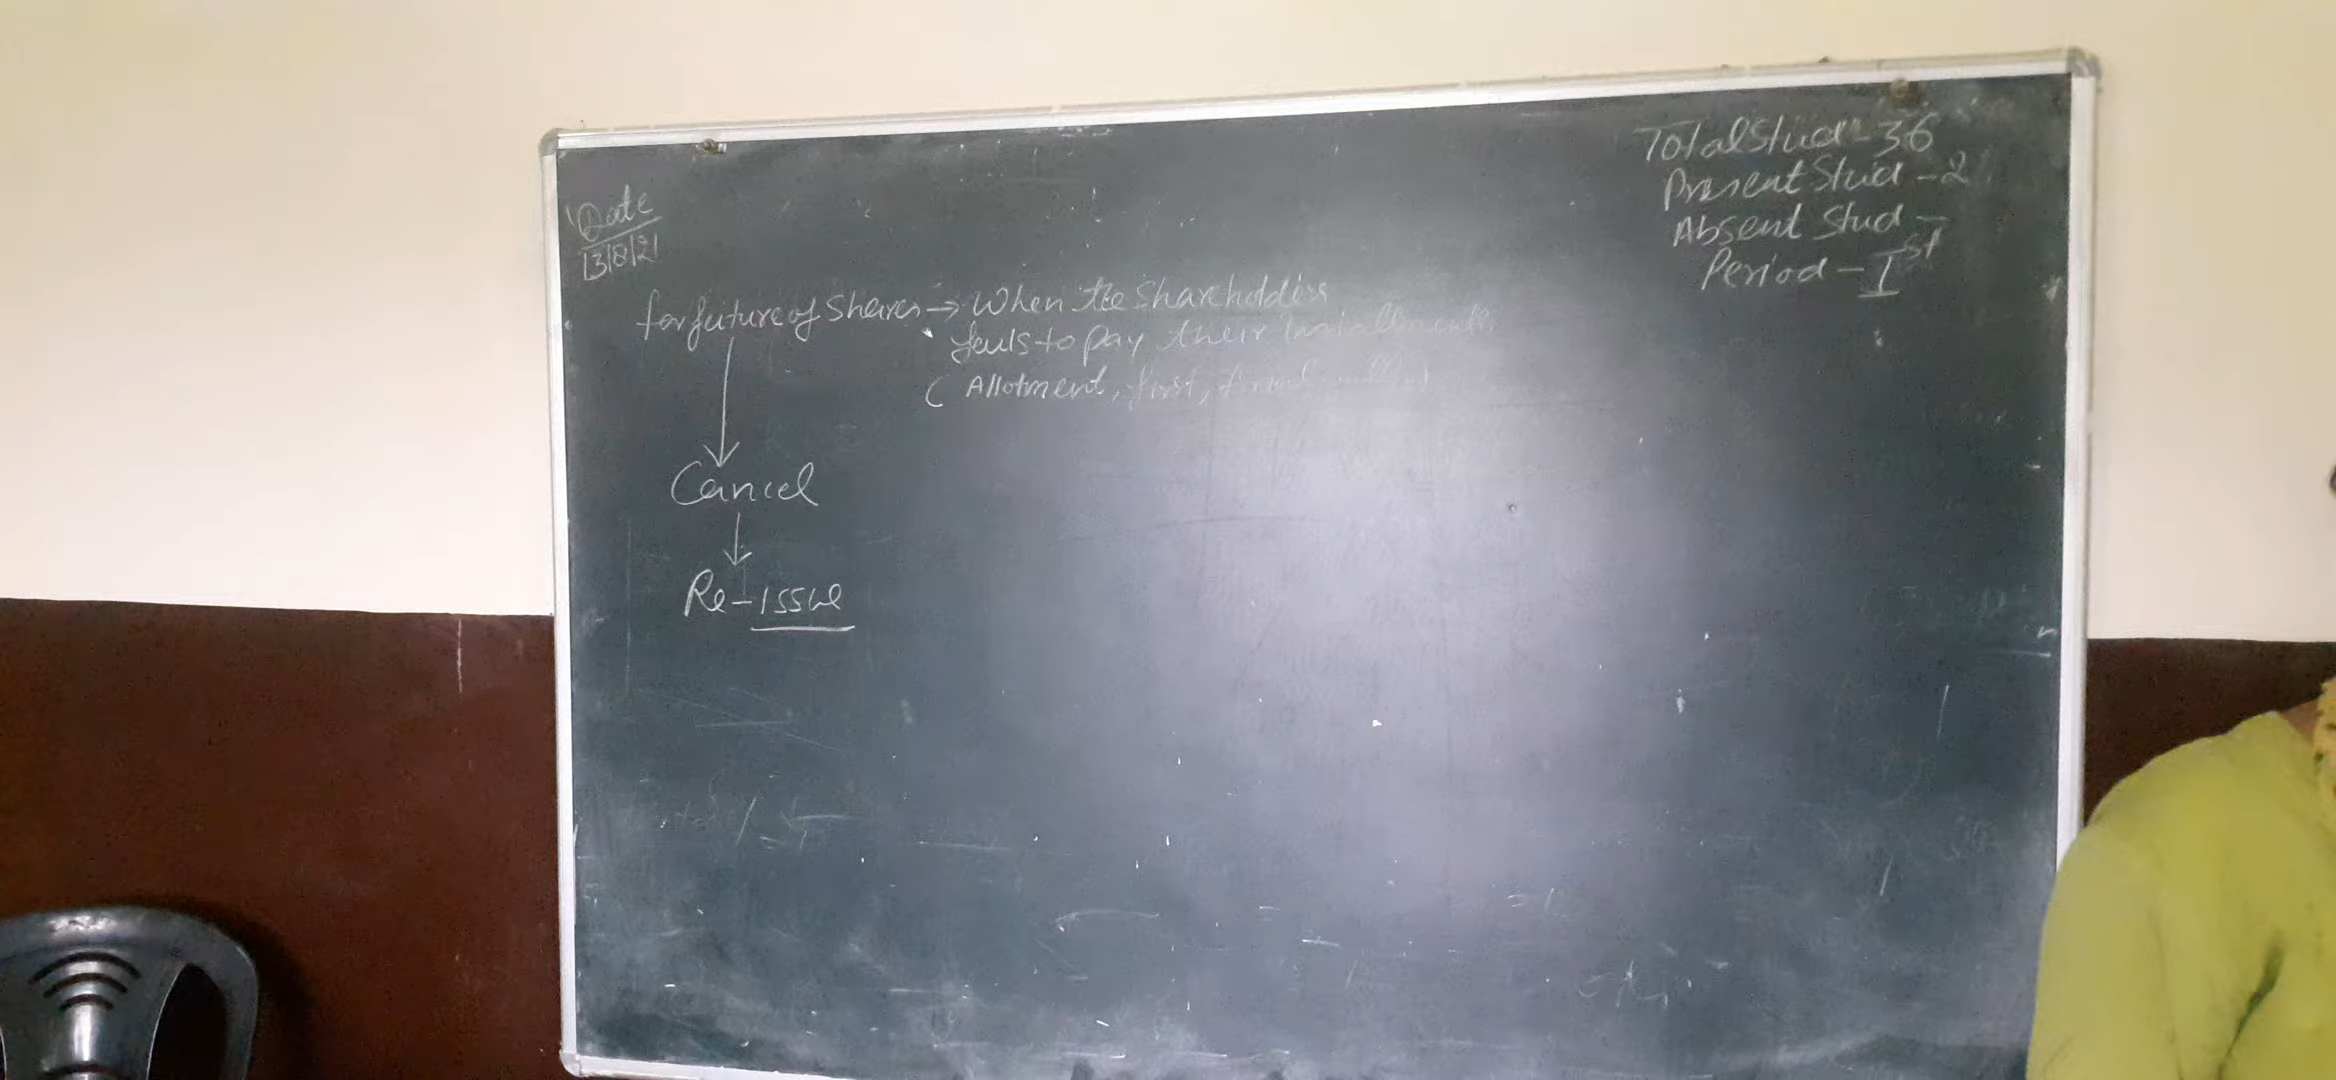 Date
13/8/21
Total Stud - 36
Present Stud - 2
Absent Stud -
Period - Ist
forfeiture of Shares → When the Shareholders
fails to pay their Installments
( Allotment, first, final calls )
Cancel
Re-issue